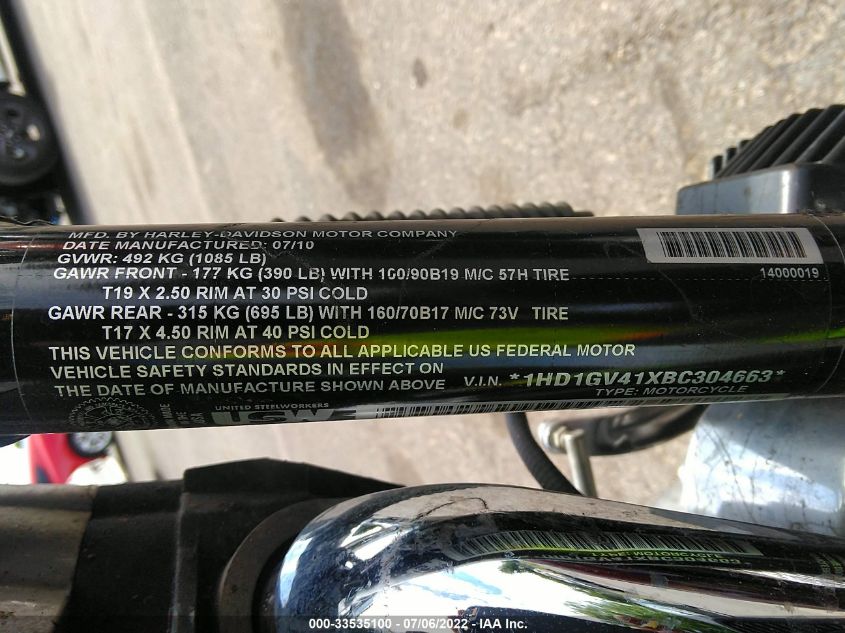 MFD. BY HARLEY-DAVIDSON MOTOR COMPANY
DATE MANUFACTURED: 07/10
GVWR: 492 KG (1085 LB)
GAWR FRONT - 177 KG (390 LB) WITH 100/90B19 M/C 57H TIRE
T19 X 2.50 RIM AT 30 PSI COLD
GAWR REAR - 315 KG (695 LB) WITH 160/70B17 M/C 73V TIRE
T17 X 4.50 RIM AT 40 PSI COLD
THIS VEHICLE CONFORMS TO ALL APPLICABLE US FEDERAL MOTOR
VEHICLE SAFETY STANDARDS IN EFFECT ON
THE DATE OF MANUFACTURE SHOWN ABOVE V.I.N. *1HD1GV41XBC304663*
TYPE: MOTORCYCLE
14000019
MADE
USA
UNITED STEELWORKERS
USW
000-33535100 - 07/06/2022 - IAA Inc.